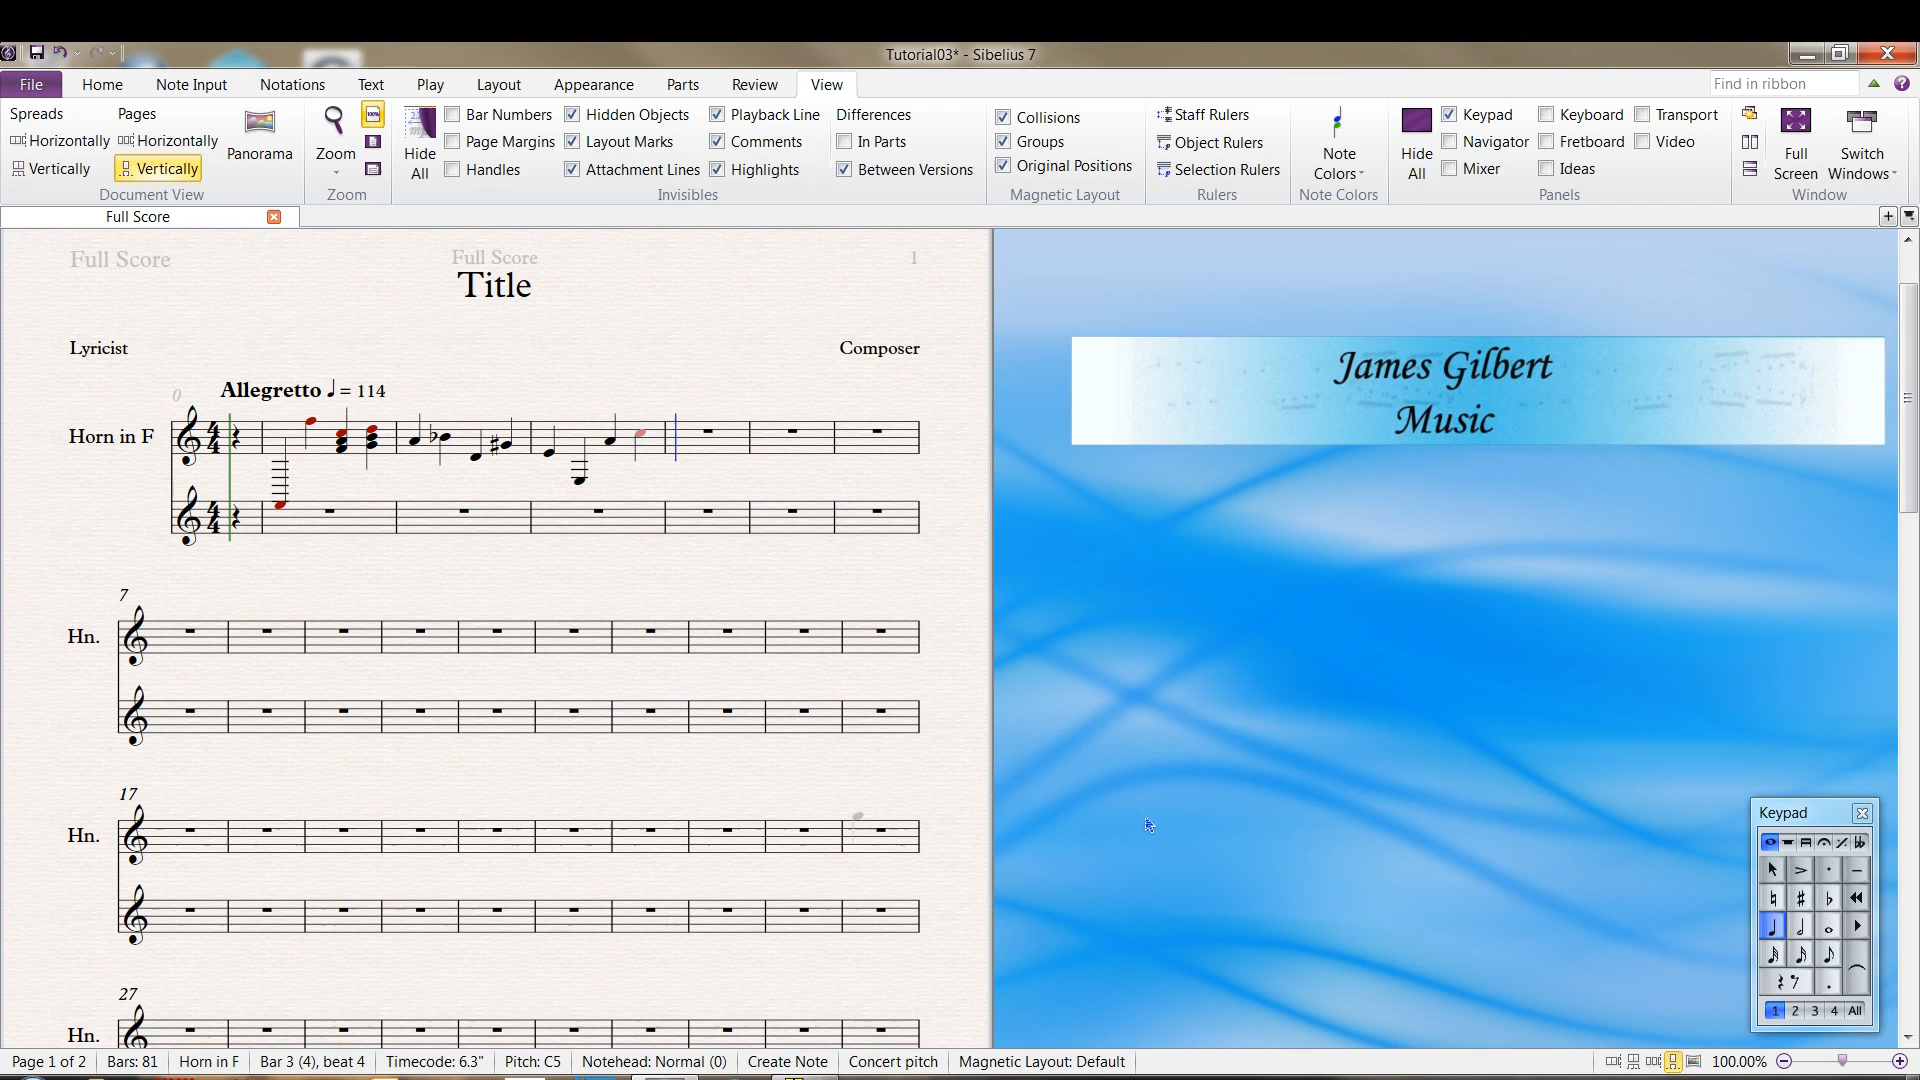 Tutorial03* - Sibelius 7
File Home Note Input Notations Text Play Layout Appearance Parts Review View Find in ribbon
Spreads Pages
Horizontally Horizontally
Vertically Vertically
Panorama
Document View
Zoom
100%
Zoom
Hide All
Bar Numbers Hidden Objects Playback Line Differences
Page Margins Layout Marks Comments In Parts
Handles Attachment Lines Highlights Between Versions
Invisibles
Collisions
Groups
Original Positions
Magnetic Layout
Staff Rulers
Object Rulers
Selection Rulers
Rulers
Note Colors
Note Colors
Hide All
Keypad Keyboard Transport
Navigator Fretboard Video
Mixer Ideas
Panels
Full Screen
Switch Windows
Window
Full Score
Full Score Full Score 1
Title
Lyricist Composer
0
Allegretto ♩ = 114
Horn in F
7
Hn.
17
Hn.
27
Hn.
James Gilbert
Music
Keypad
1 2 3 4 All
Page 1 of 2 Bars: 81 Horn in F Bar 3 (4), beat 4 Timecode: 6.3" Pitch: C5 Notehead: Normal (0) Create Note Concert pitch Magnetic Layout: Default 100.00%